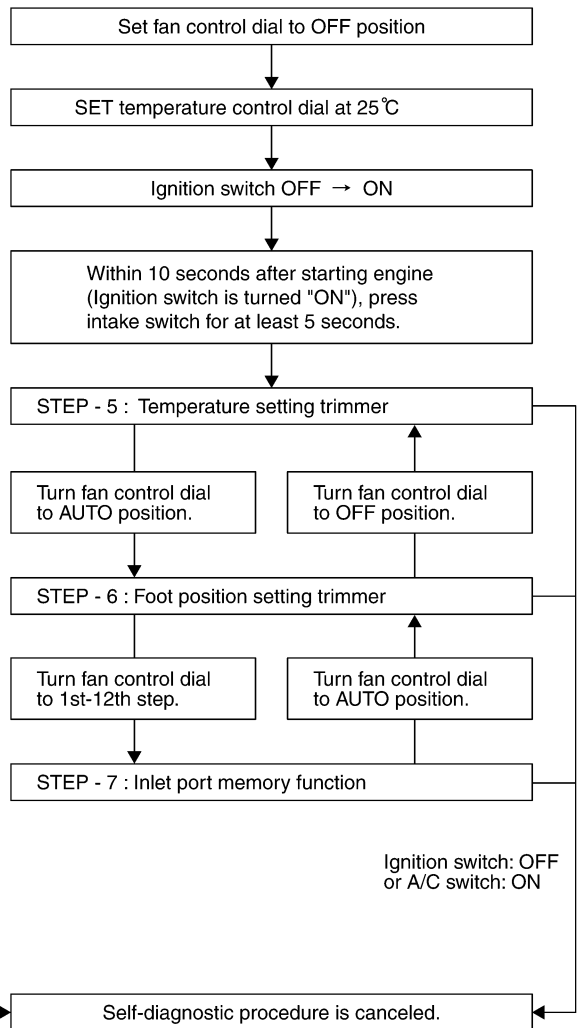 Set fan control dial to OFF position
SET temperature control dial at 25℃
Ignition switch OFF → ON
Within 10 seconds after starting engine
(Ignition switch is turned "ON"), press
intake switch for at least 5 seconds.
STEP - 5 : Temperature setting trimmer
Turn fan control dial
to AUTO position.
Turn fan control dial
to OFF position.
STEP - 6 : Foot position setting trimmer
Turn fan control dial
to 1st-12th step.
Turn fan control dial
to AUTO position.
STEP - 7 : Inlet port memory function
Ignition switch: OFF
or A/C switch: ON
Self-diagnostic procedure is canceled.